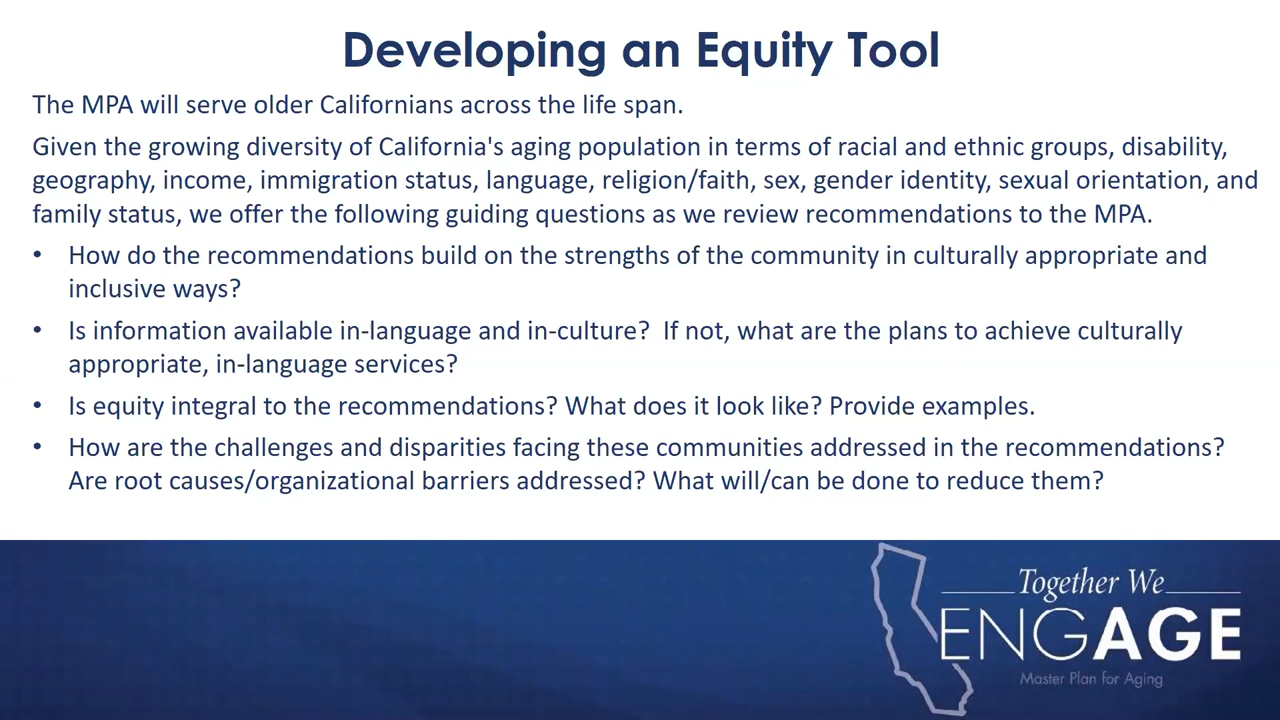 Developing an Equity Tool
The MPA will serve older Californians across the life span.
Given the growing diversity of California's aging population in terms of racial and ethnic groups, disability,
geography, income, immigration status, language, religion/faith, sex, gender identity, sexual orientation, and
family status, we offer the following guiding questions as we review recommendations to the MPA.
• How do the recommendations build on the strengths of the community in culturally appropriate and
inclusive ways?
• Is information available in-language and in-culture?  If not, what are the plans to achieve culturally
appropriate, in-language services?
• Is equity integral to the recommendations? What does it look like? Provide examples.
• How are the challenges and disparities facing these communities addressed in the recommendations?
Are root causes/organizational barriers addressed? What will/can be done to reduce them?
Together We
ENGAGE
Master Plan for Aging